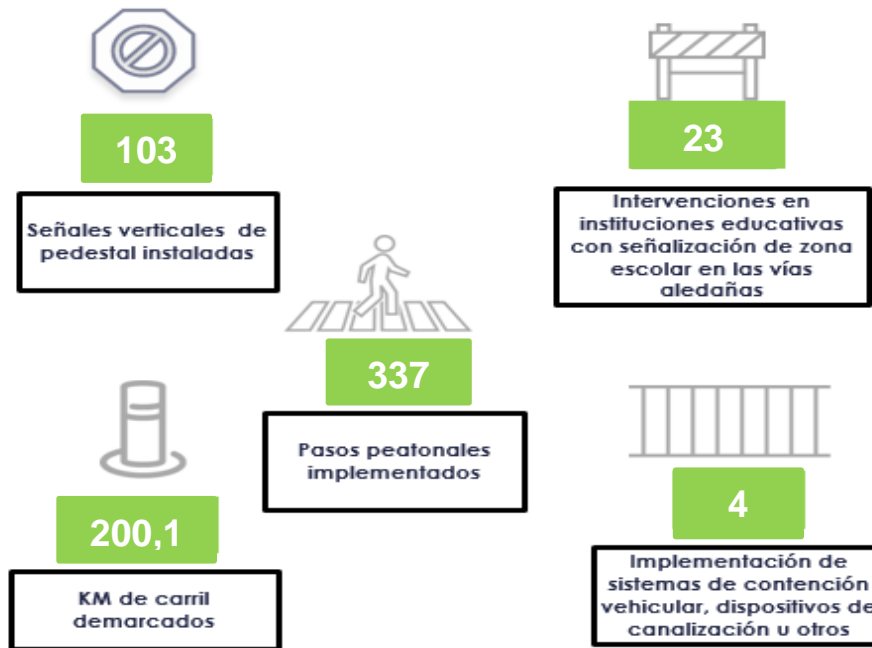 103
Señales verticales de
pedestal instaladas
23
Intervenciones en
instituciones educativas
con señalización de zona
escolar en las vías
aledañas
337
Pasos peatonales
implementados
200,1
KM de carril
demarcados
4
Implementación de
sistemas de contención
vehicular, dispositivos de
canalización u otros